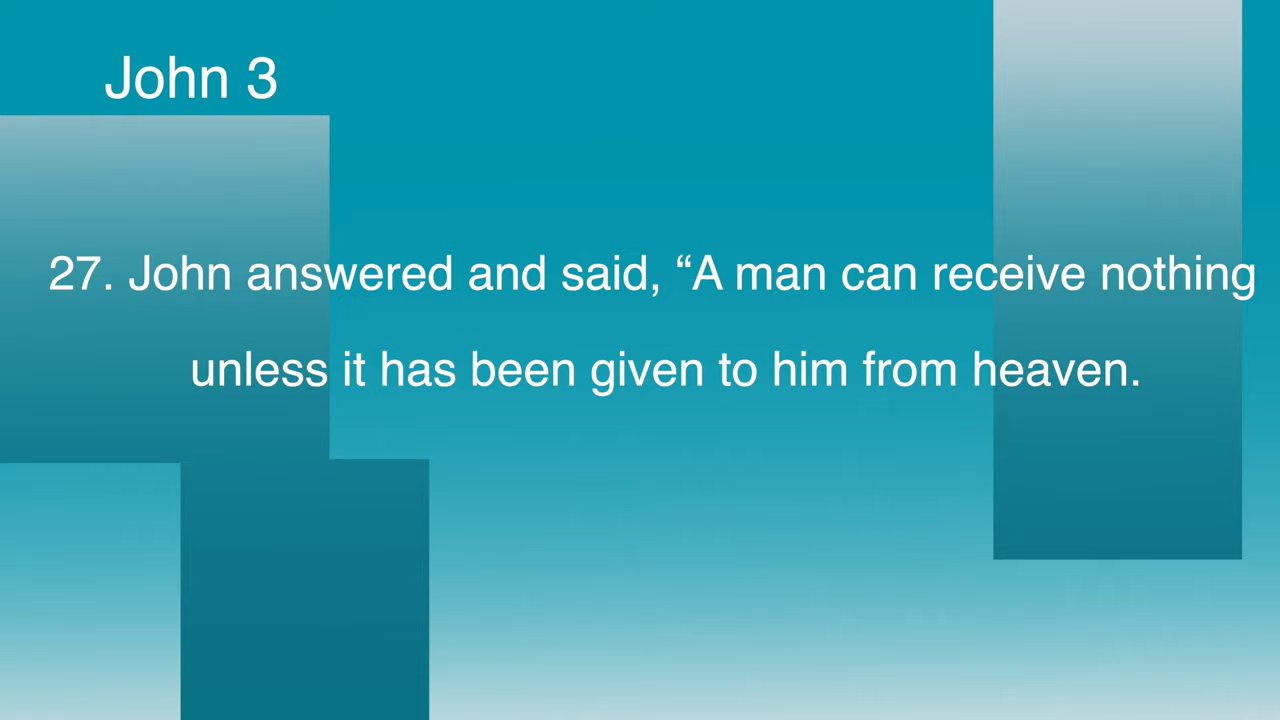 John 3
27. John answered and said, “A man can receive nothing
unless it has been given to him from heaven.